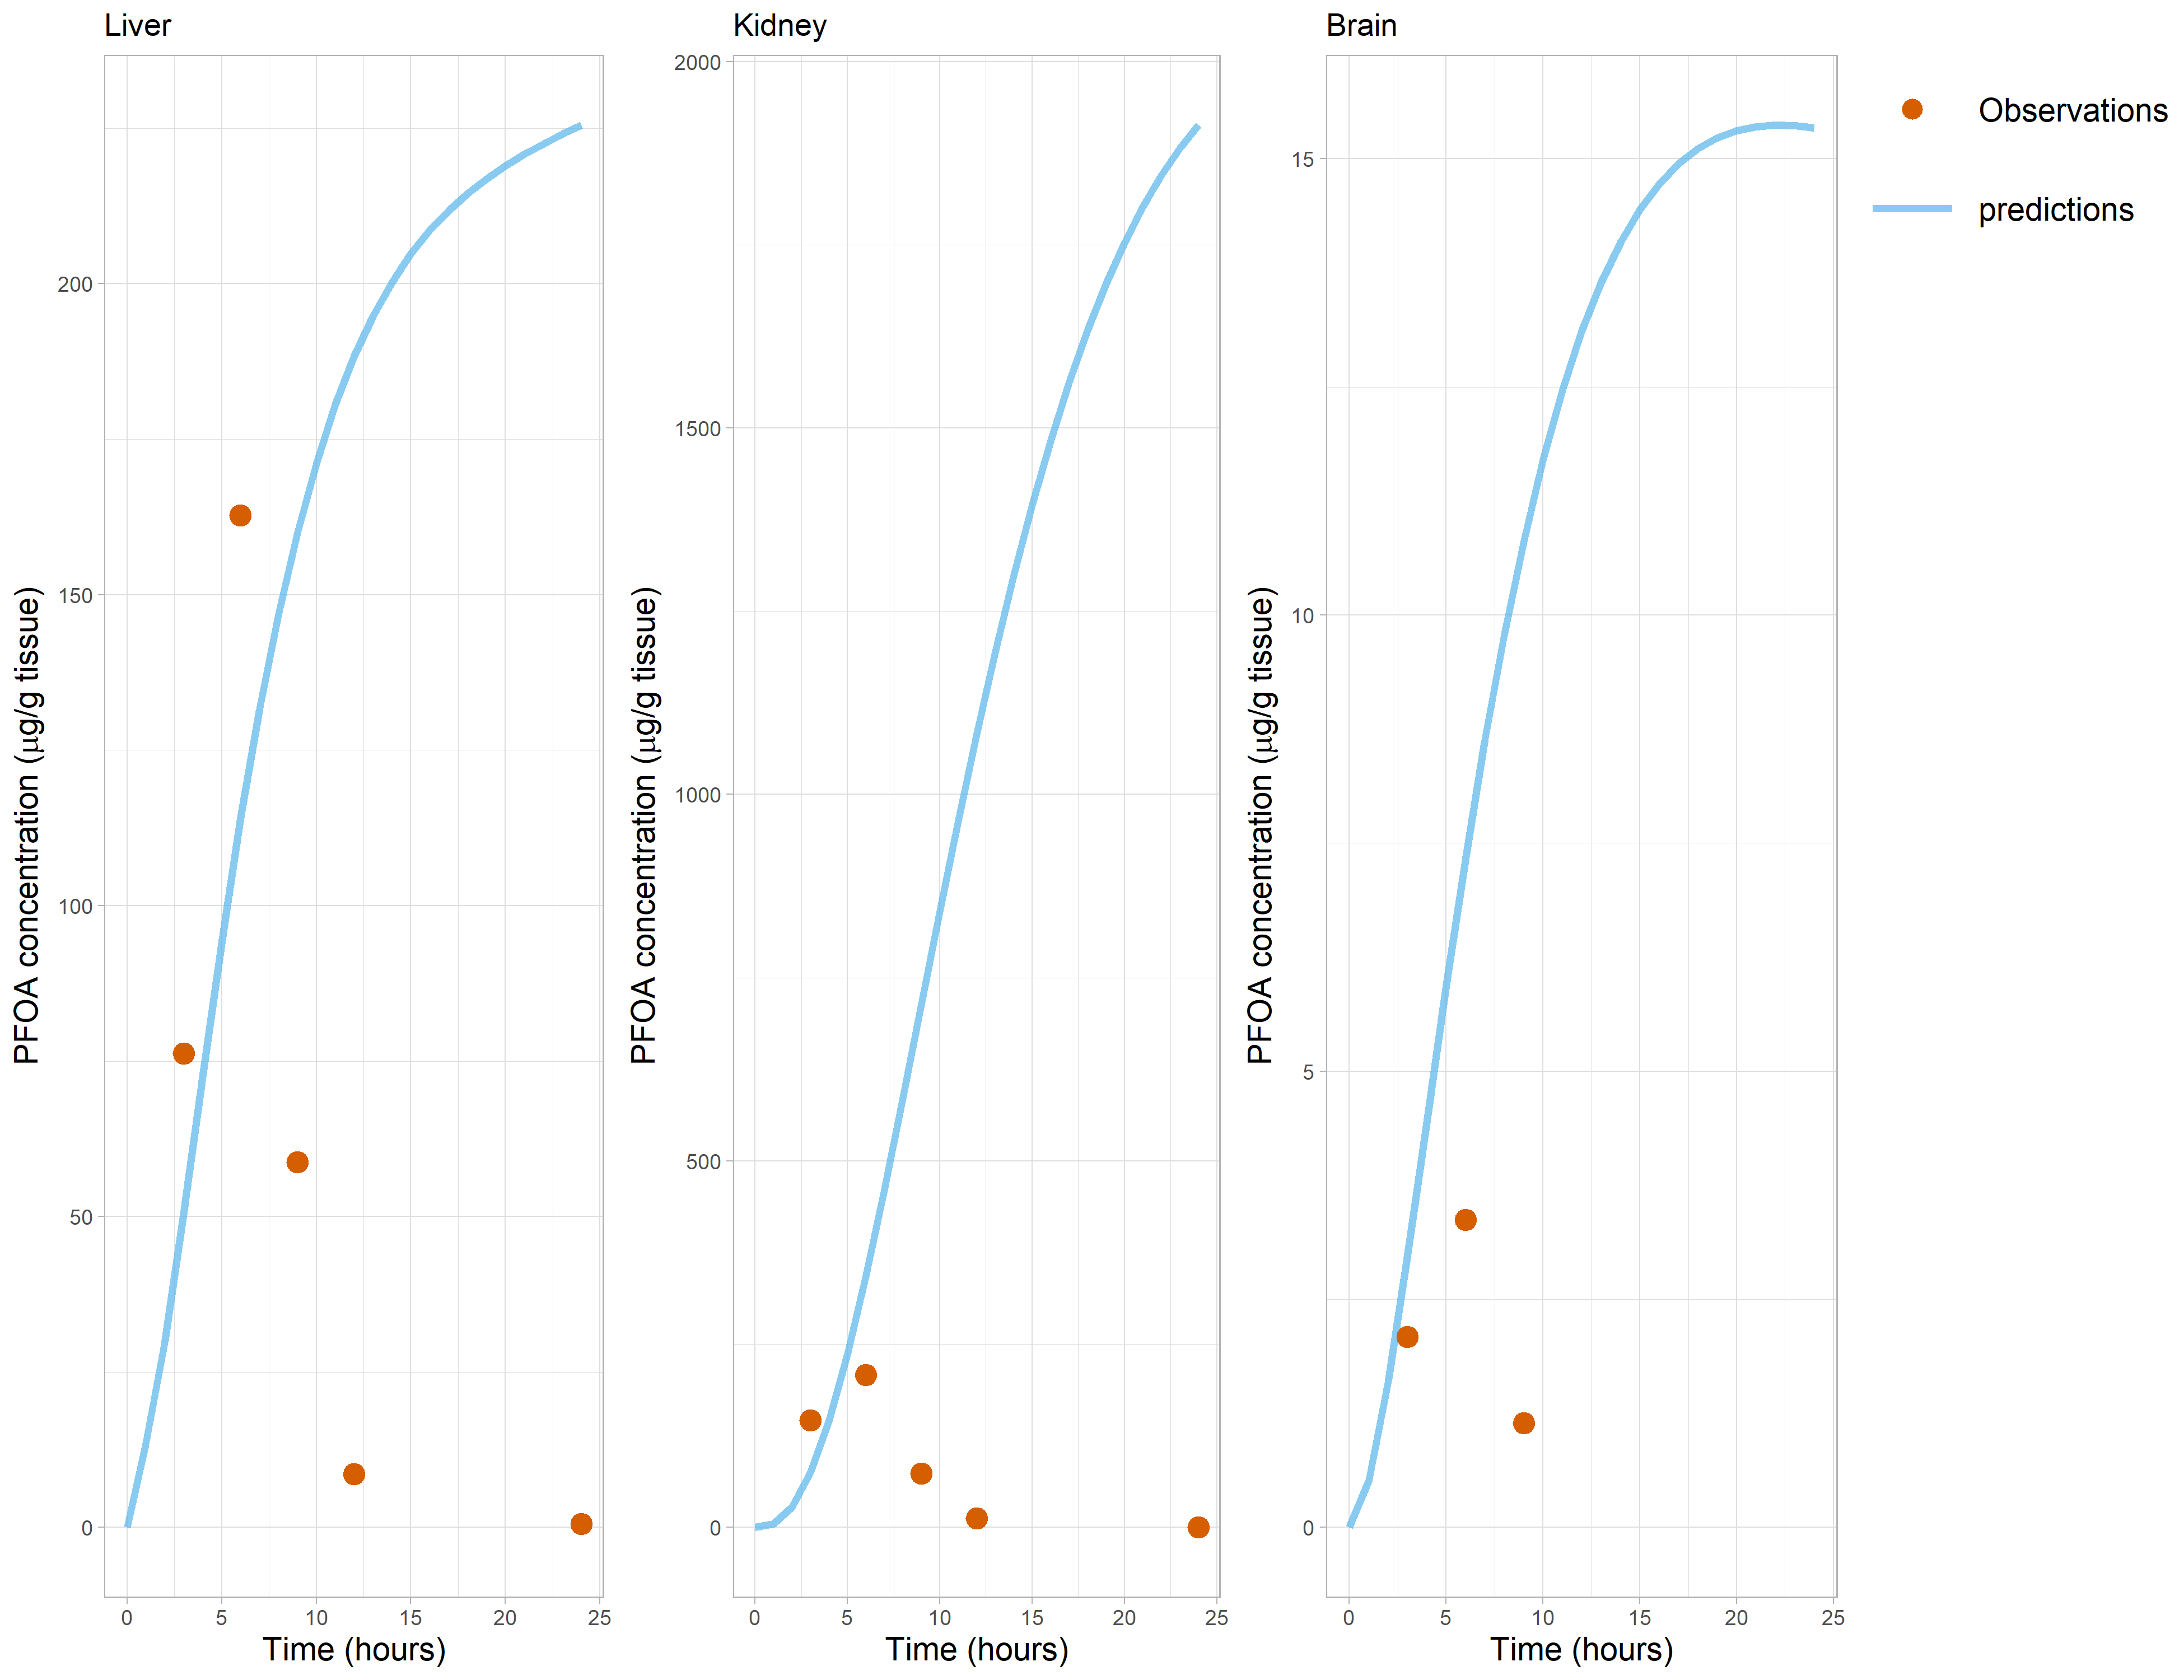 Liver
PFOA concentration (μg/g tissue)
200
150
100
50
0
0 5 10 15 20 25
Time (hours)
Kidney
PFOA concentration (μg/g tissue)
2000
1500
1000
500
0
0 5 10 15 20 25
Time (hours)
Brain
PFOA concentration (μg/g tissue)
15
10
5
0
0 5 10 15 20 25
Time (hours)
Observations
predictions